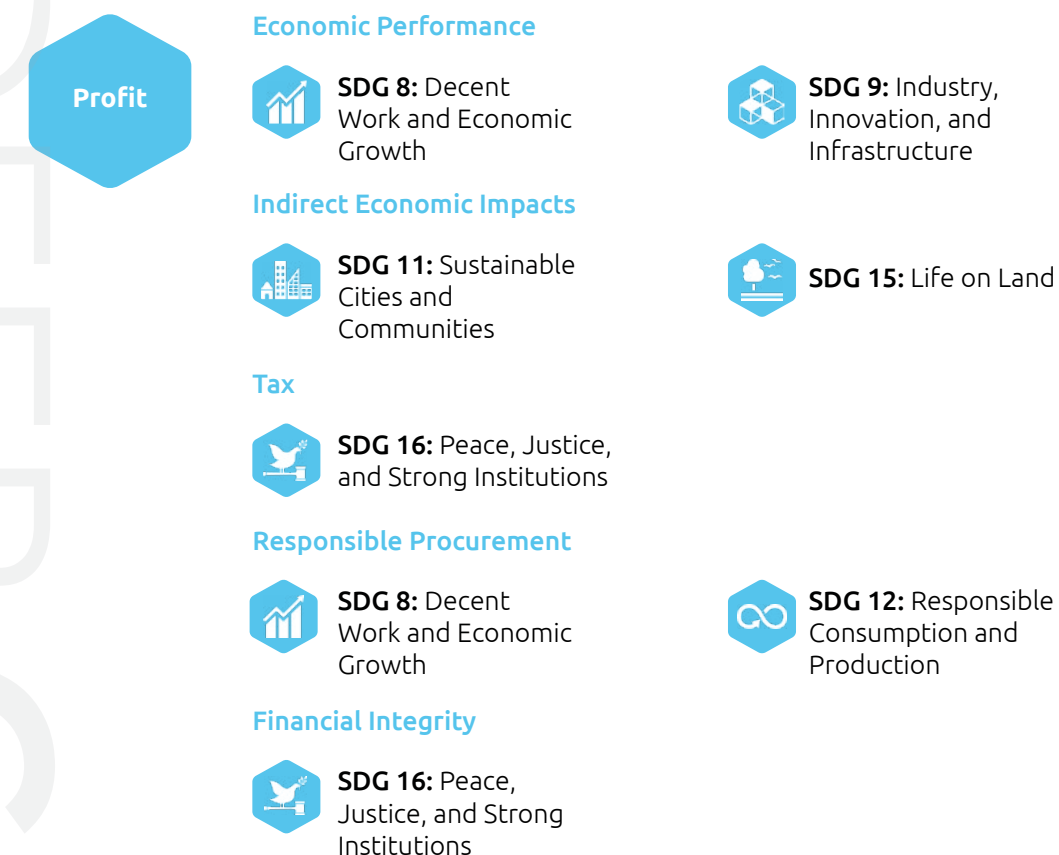 Profit
Economic Performance
SDG 8: Decent
Work and Economic
Growth
SDG 9: Industry,
Innovation, and
Infrastructure
Indirect Economic Impacts
SDG 11: Sustainable
Cities and
Communities
SDG 15: Life on Land
Tax
SDG 16: Peace, Justice,
and Strong Institutions
Responsible Procurement
SDG 8: Decent
Work and Economic
Growth
SDG 12: Responsible
Consumption and
Production
Financial Integrity
SDG 16: Peace,
Justice, and Strong
Institutions